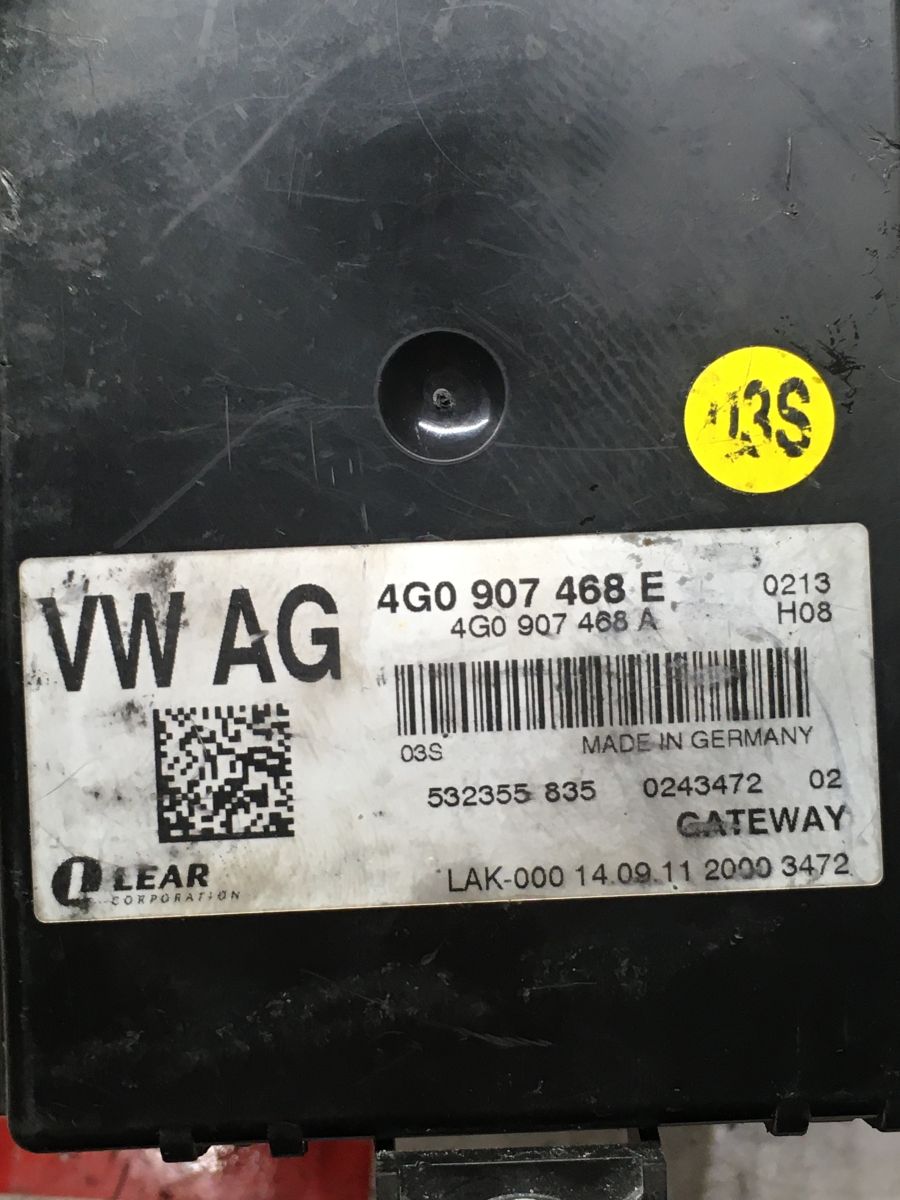 03S
VW AG
4G0 907 468 E
0213
4G0 907 468 A
H08
03S
MADE IN GERMANY
532355 835 0243472 02
GATEWAY
LEAR
CORPORATION
LAK-000 14.09.11 2000 3472